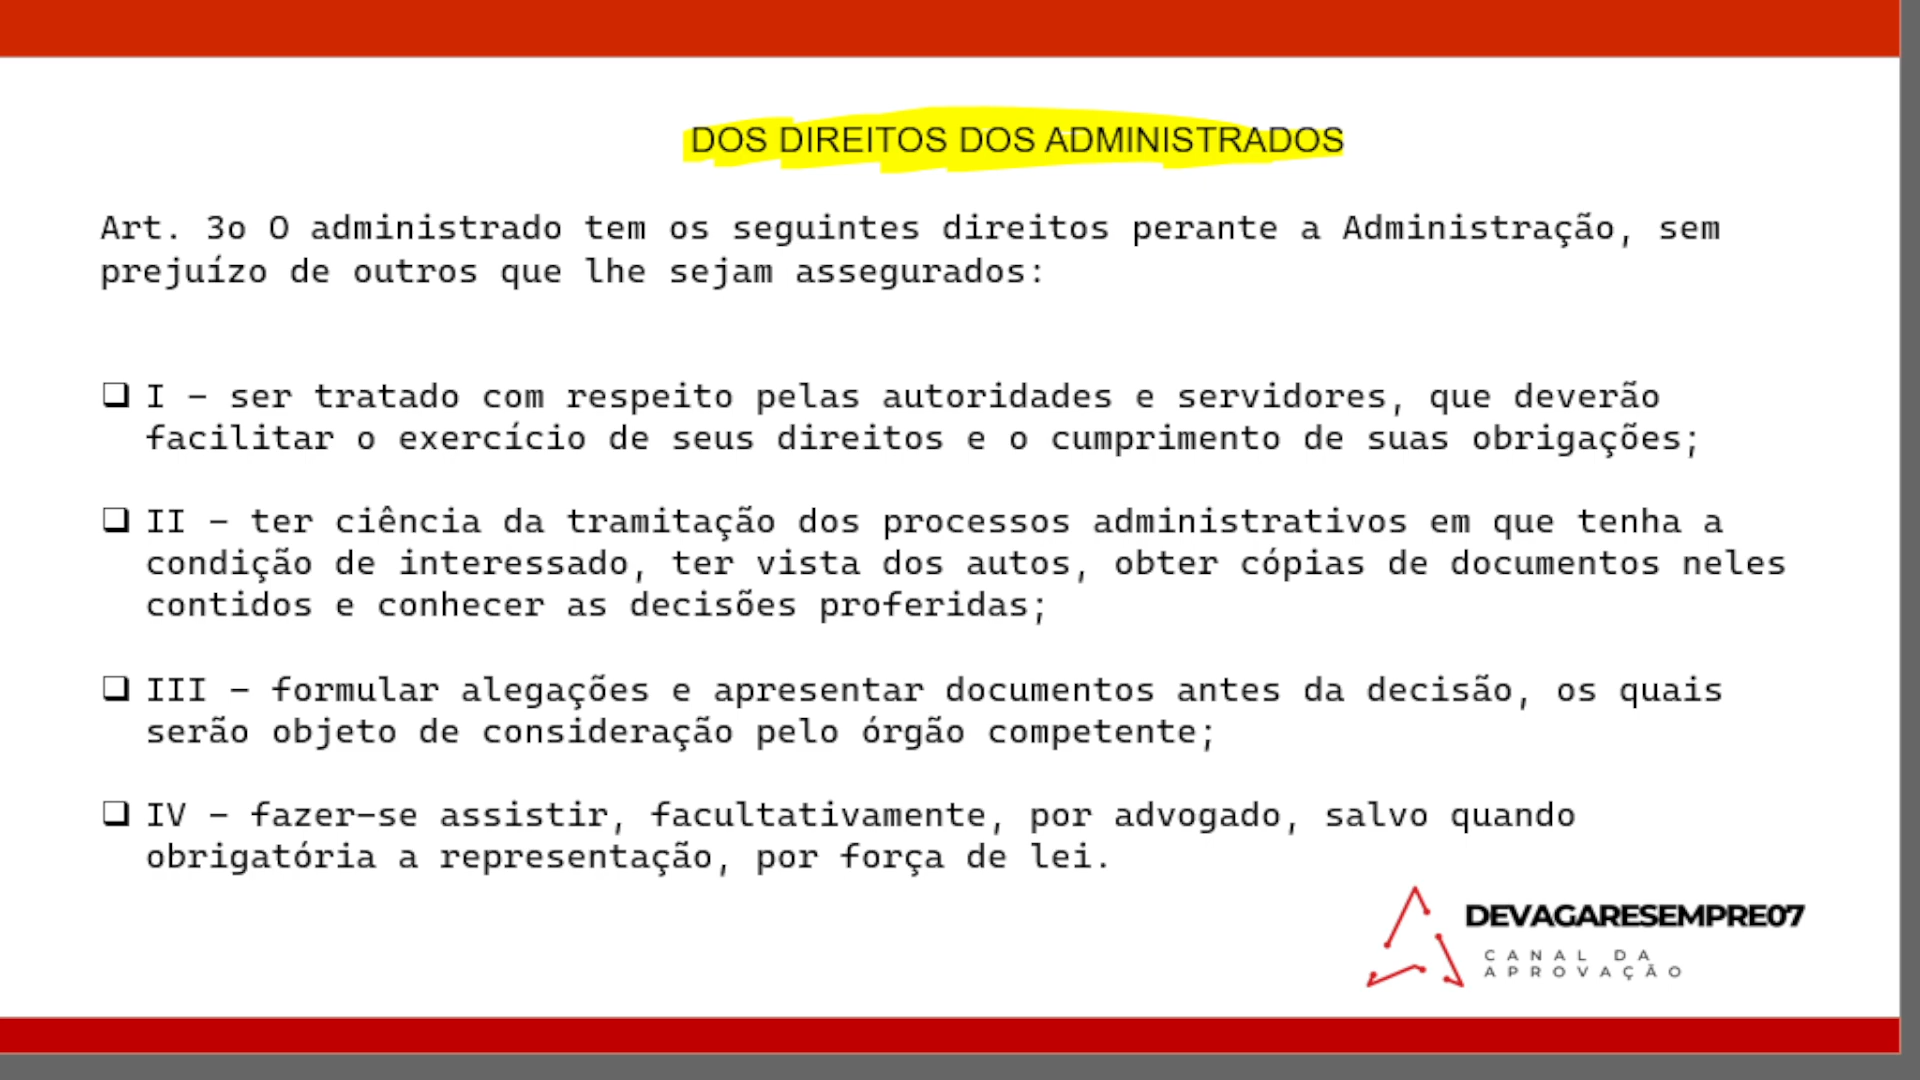 DOS DIREITOS DOS ADMINISTRADOS
Art. 3o O administrado tem os seguintes direitos perante a Administração, sem
prejuízo de outros que lhe sejam assegurados:
❑ I – ser tratado com respeito pelas autoridades e servidores, que deverão
facilitar o exercício de seus direitos e o cumprimento de suas obrigações;
❑ II – ter ciência da tramitação dos processos administrativos em que tenha a
condição de interessado, ter vista dos autos, obter cópias de documentos neles
contidos e conhecer as decisões proferidas;
❑ III – formular alegações e apresentar documentos antes da decisão, os quais
serão objeto de consideração pelo órgão competente;
❑ IV – fazer-se assistir, facultativamente, por advogado, salvo quando
obrigatória a representação, por força de lei.
DEVAGARESEMPRE07
CANAL DA
APROVAÇÃO